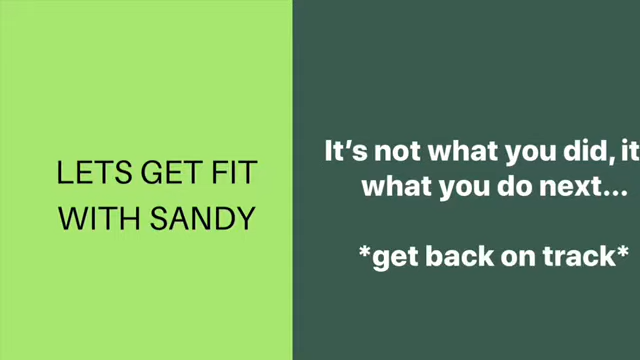 LETS GET FIT
WITH SANDY
It's not what you did, it
what you do next...
*get back on track*